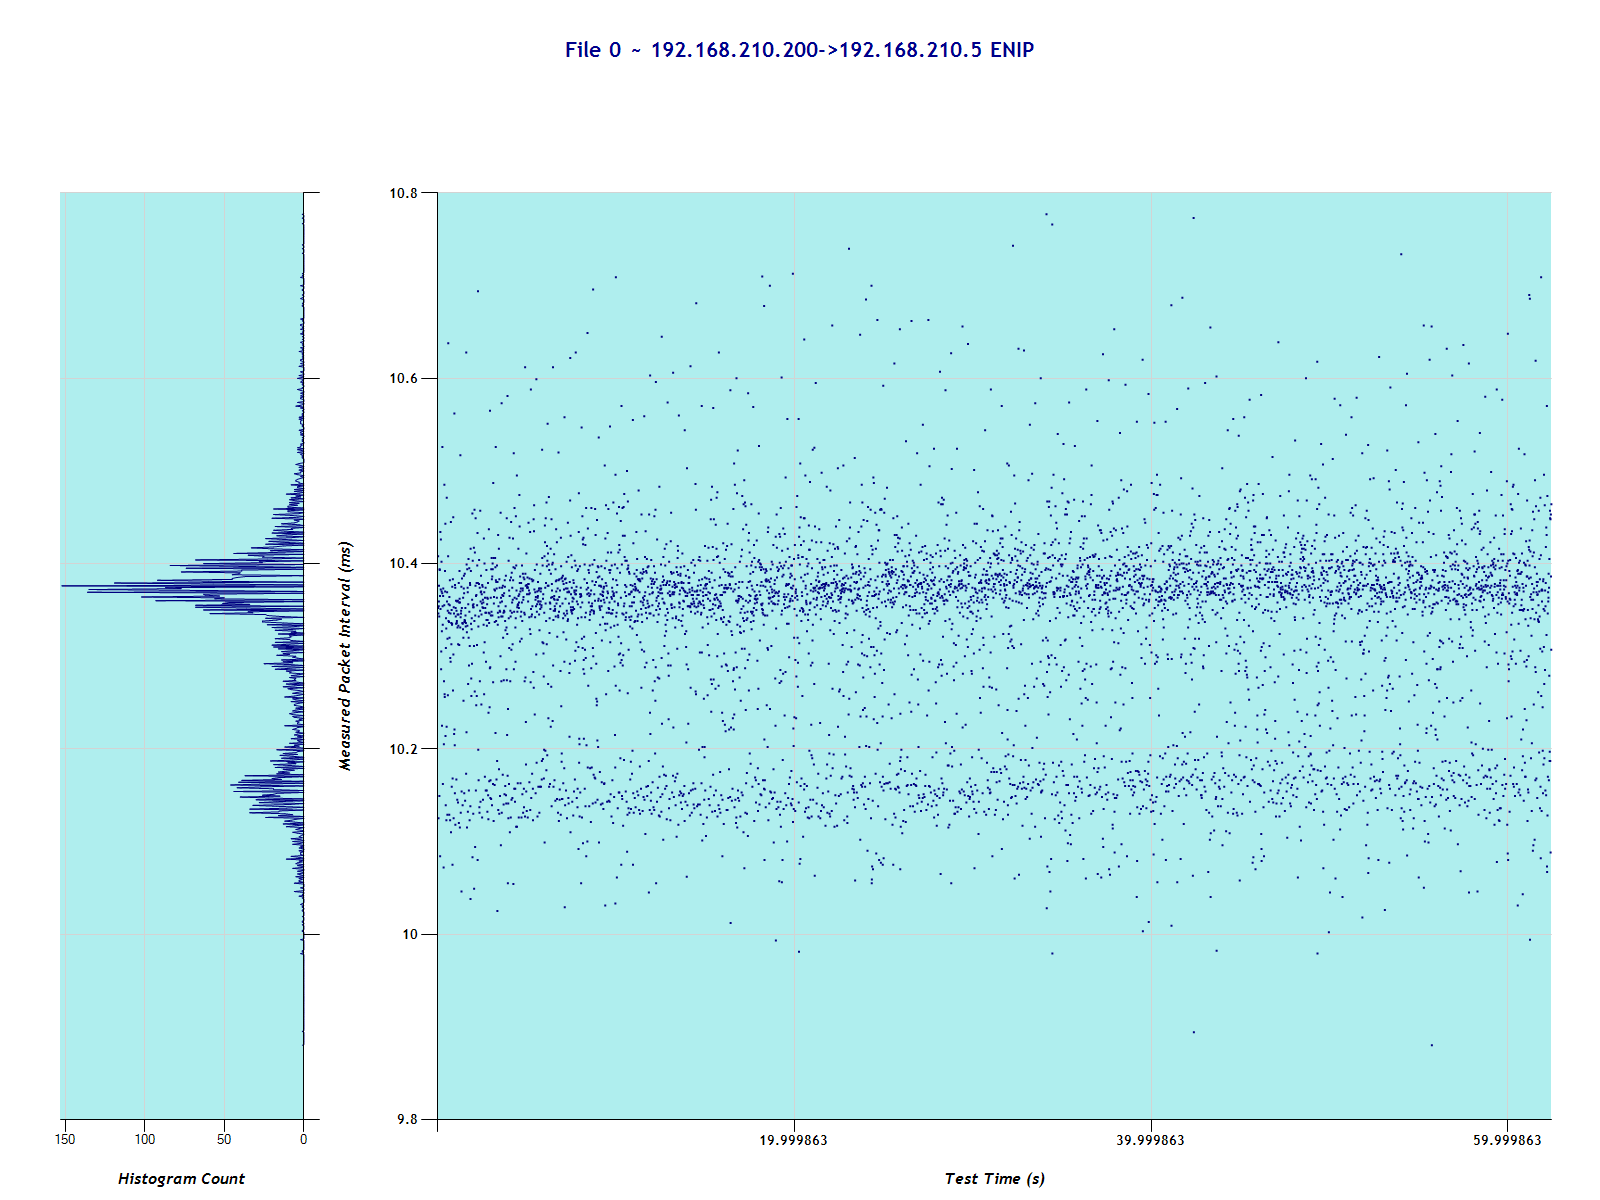 File 0 ~ 192.168.210.200->192.168.210.5 ENIP
10.8
10.6
10.4
10.2
10
9.8
Measured Packet Interval (ms)
150 100 50 0
19.999863 39.999863 59.999863
Histogram Count
Test Time (s)